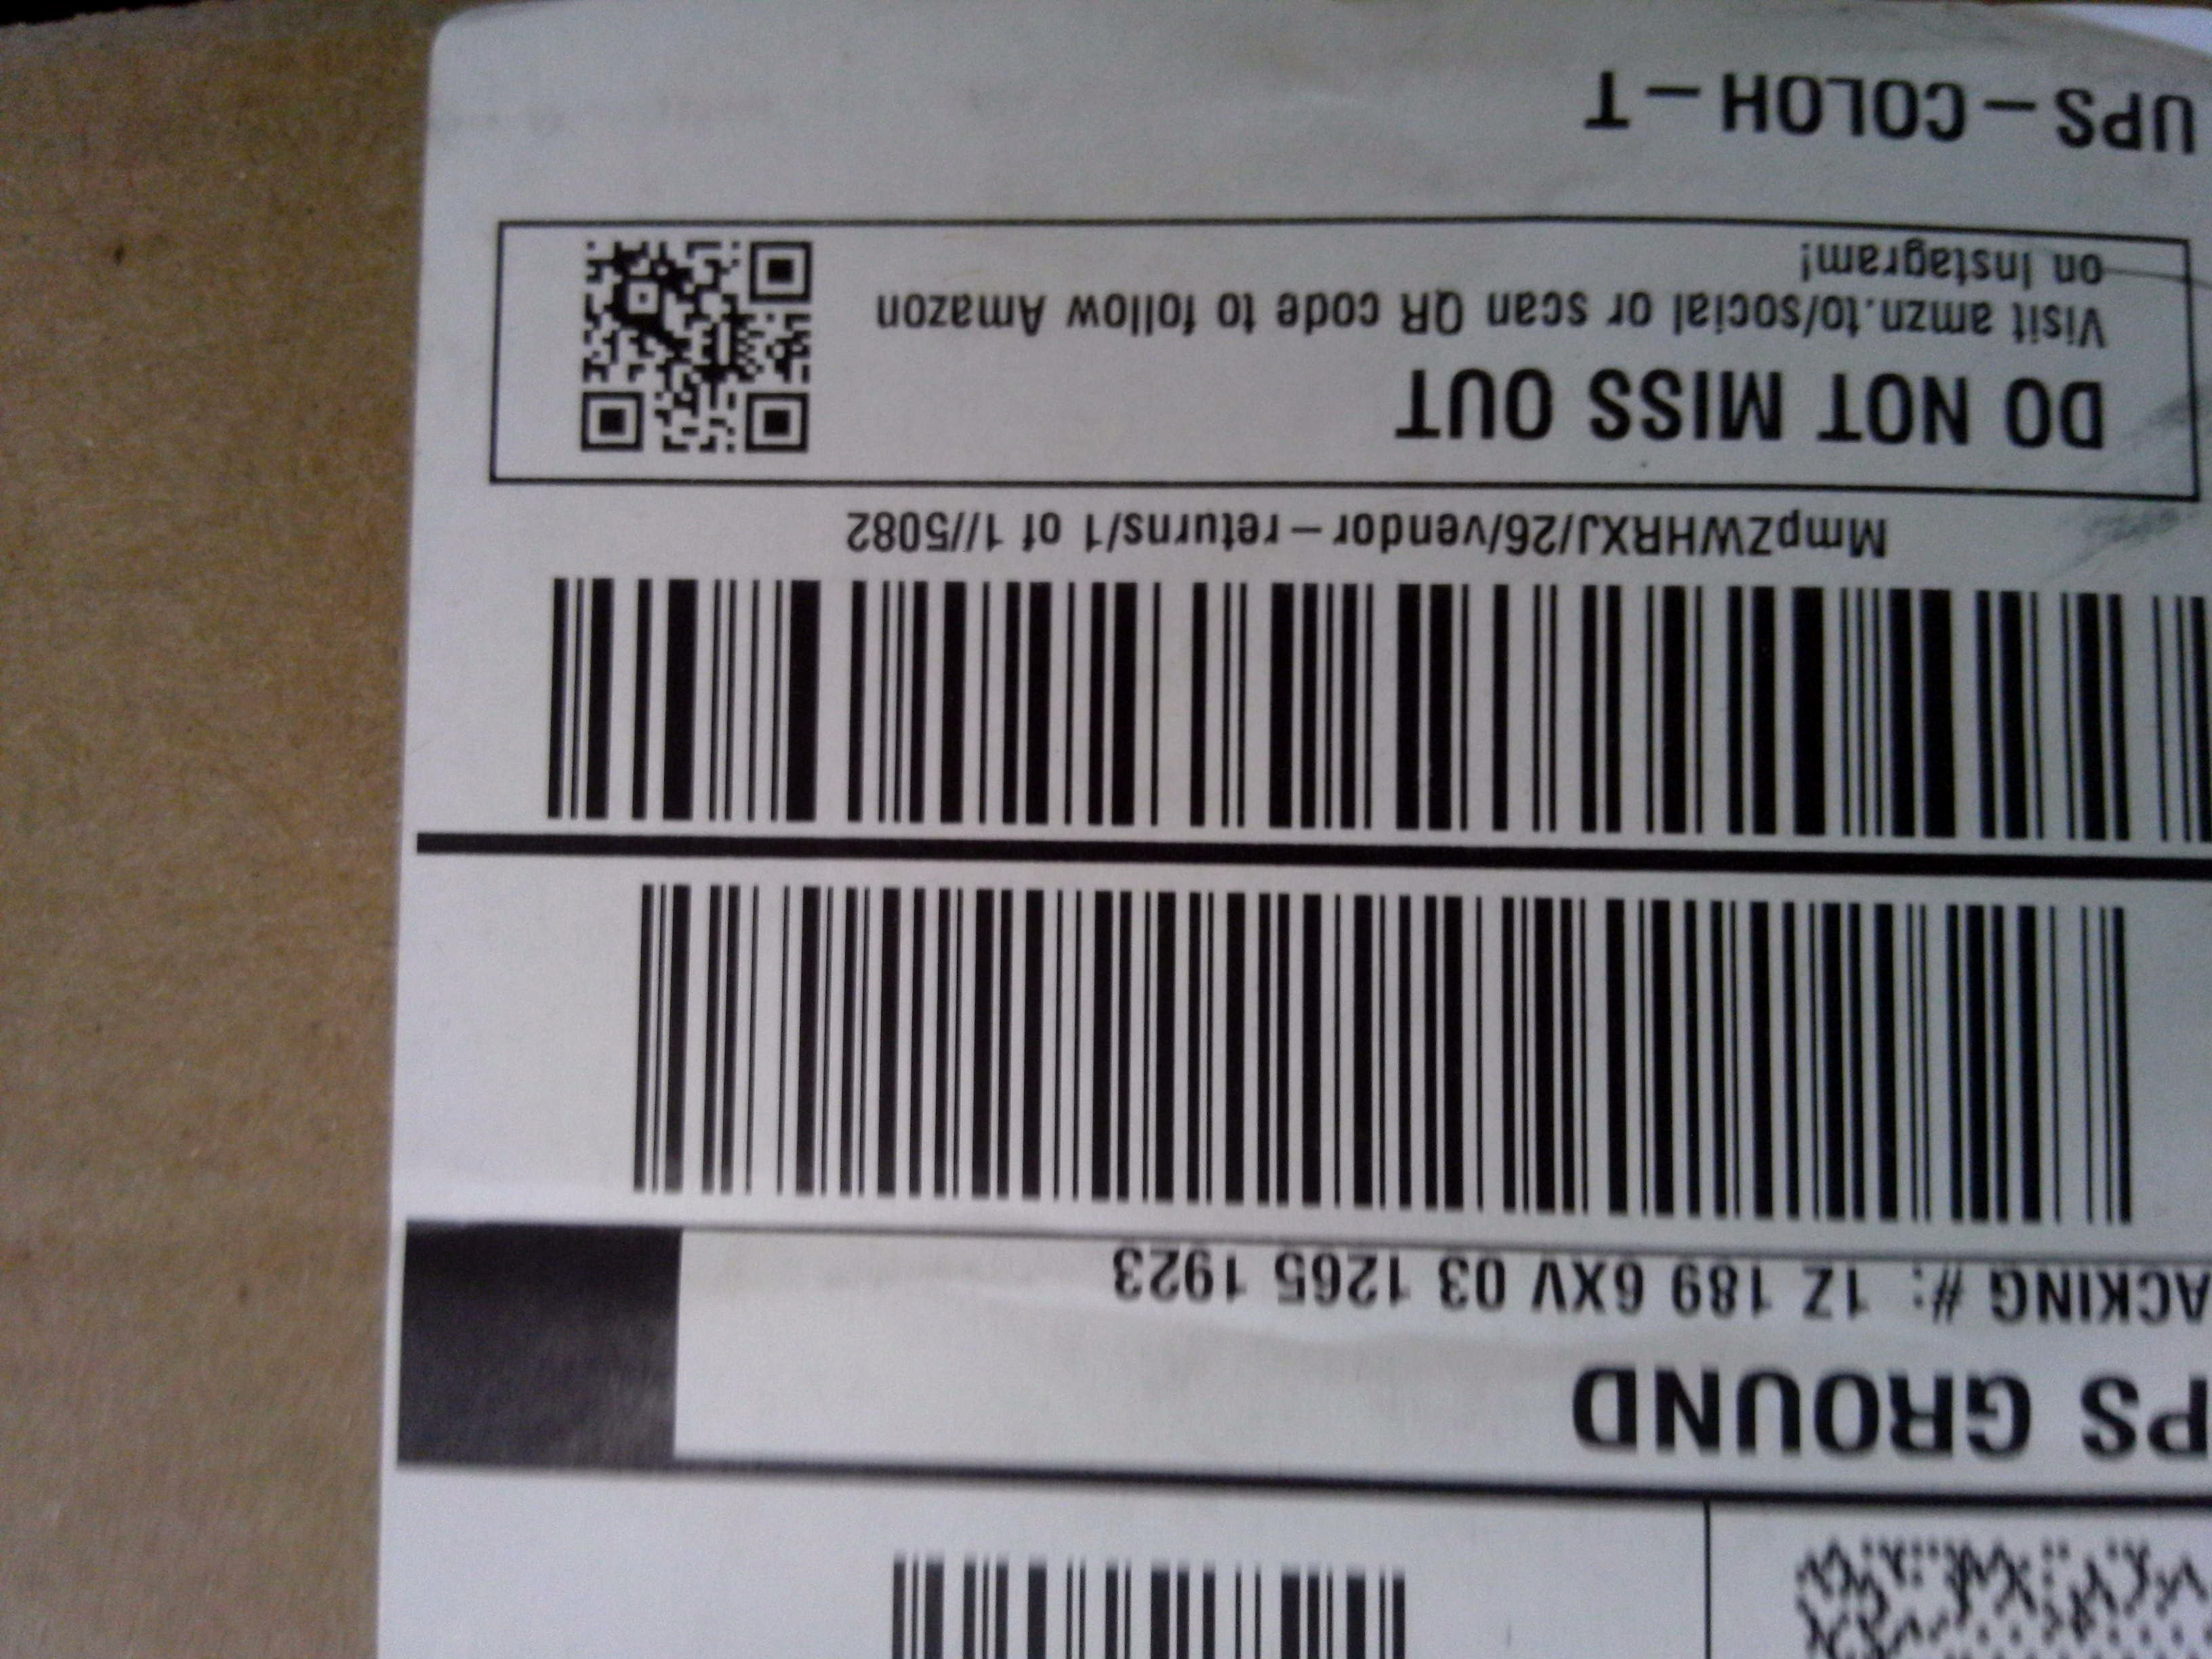 PS GROUND
ACKING #: 1Z 189 6XV 03 1265 1923
MmpZWHRXJ/26/vendor-returns/1 of 1//5082
DO NOT MISS OUT
Visit amzn.to/social or scan QR code to follow Amazon
on Instagram!
UPS-COLOH-T